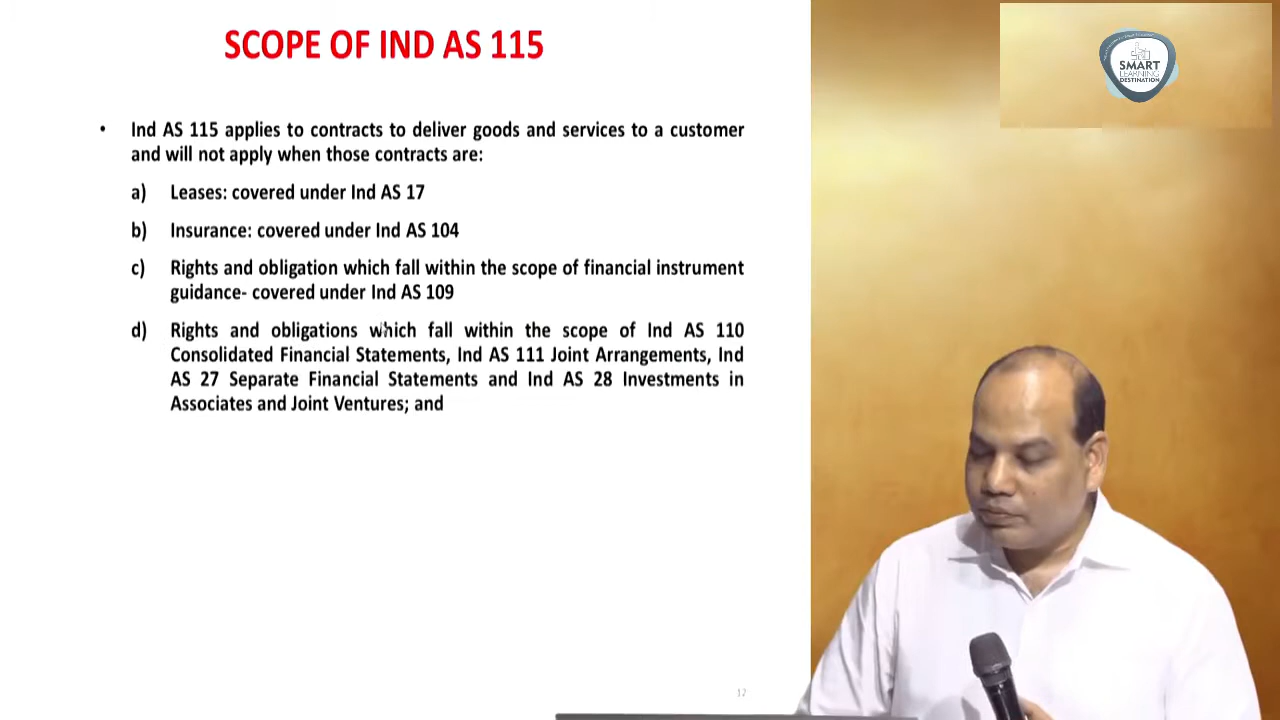 SCOPE OF IND AS 115
SMART
LEARNING
DESTINATION
• Ind AS 115 applies to contracts to deliver goods and services to a customer
and will not apply when those contracts are:
a) Leases: covered under Ind AS 17
b) Insurance: covered under Ind AS 104
c) Rights and obligation which fall within the scope of financial instrument
guidance- covered under Ind AS 109
d) Rights and obligations which fall within the scope of Ind AS 110
Consolidated Financial Statements, Ind AS 111 Joint Arrangements, Ind
AS 27 Separate Financial Statements and Ind AS 28 Investments in
Associates and Joint Ventures; and